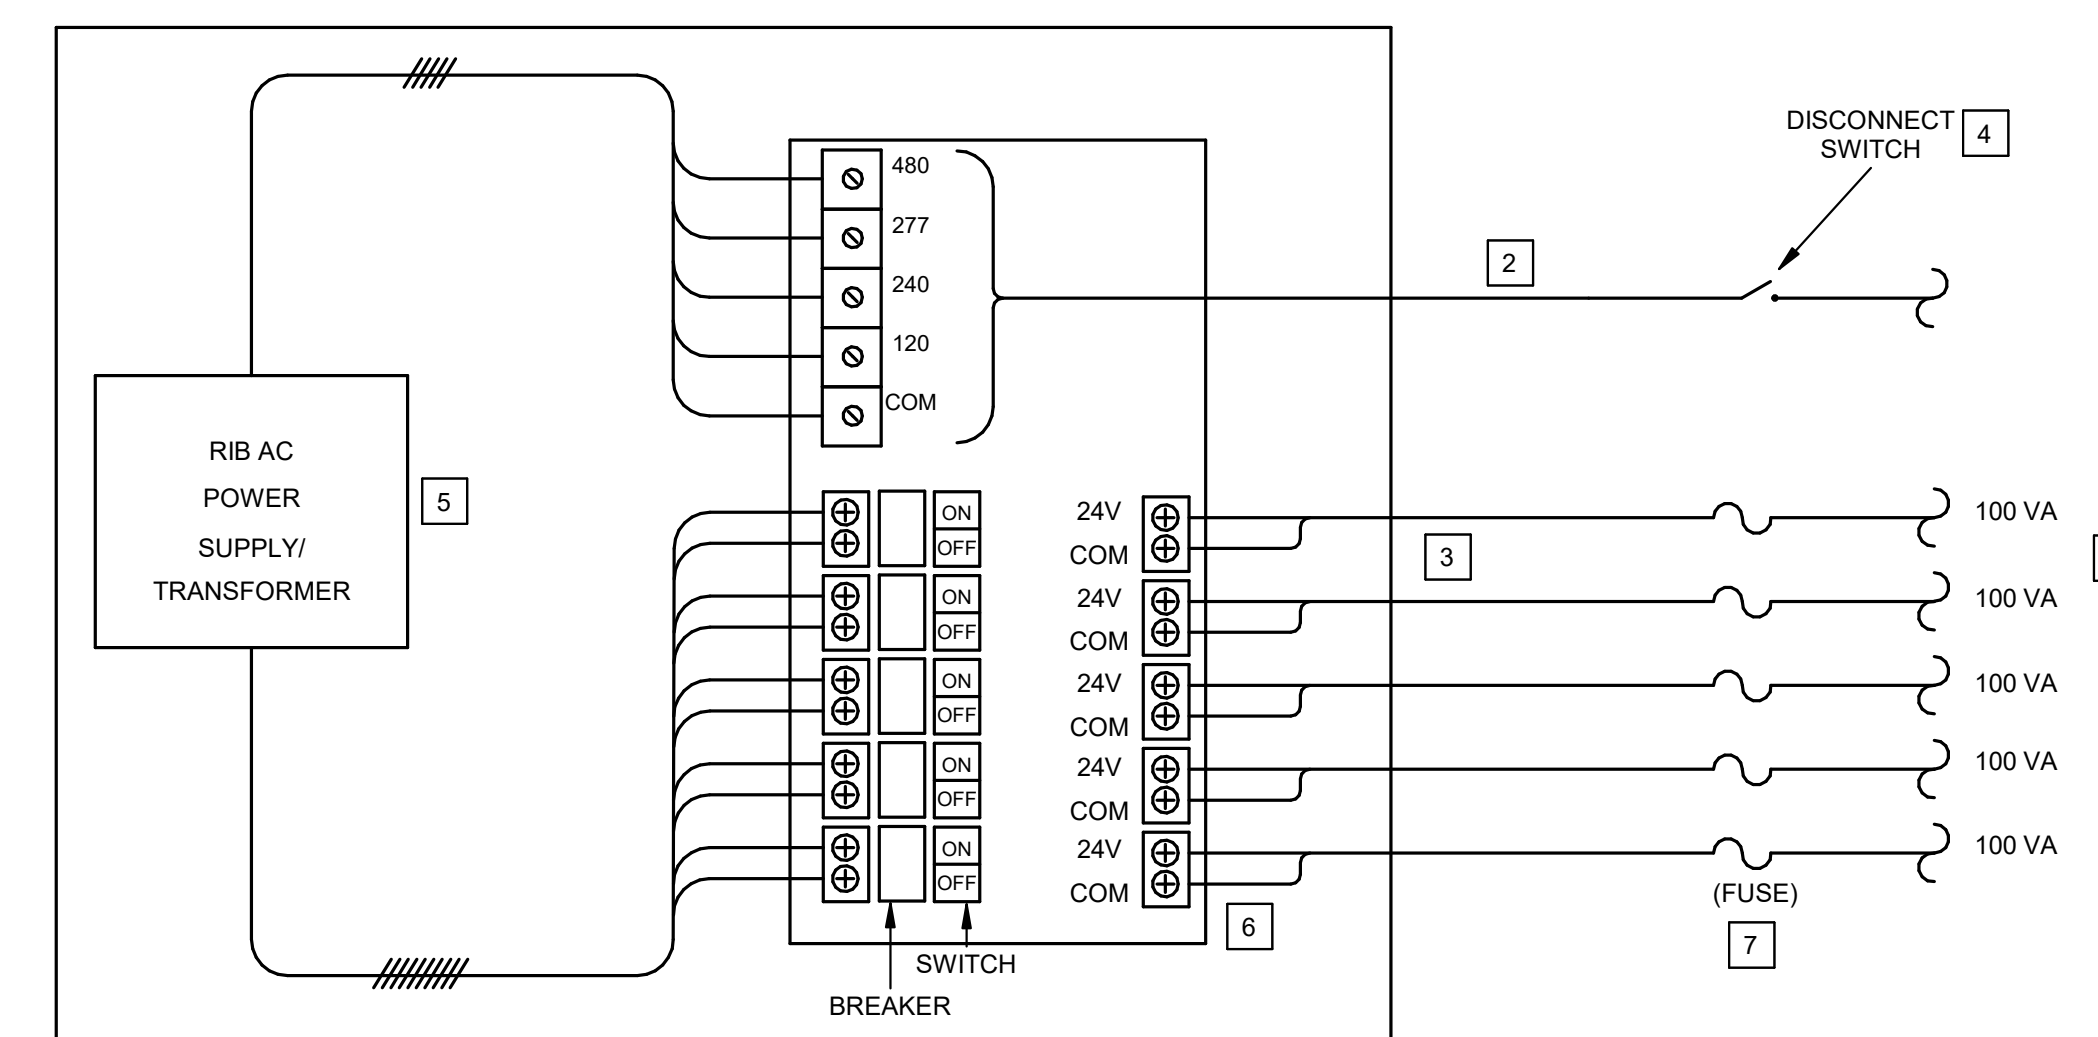 DISCONNECT
SWITCH
4
480
277
240
120
COM
2
RIB AC
POWER
SUPPLY/
TRANSFORMER
5
ON
OFF
24V
COM
100 VA
3
ON
OFF
24V
COM
100 VA
ON
OFF
24V
COM
100 VA
ON
OFF
24V
COM
100 VA
ON
OFF
24V
COM
100 VA
(FUSE)
6
7
SWITCH
BREAKER